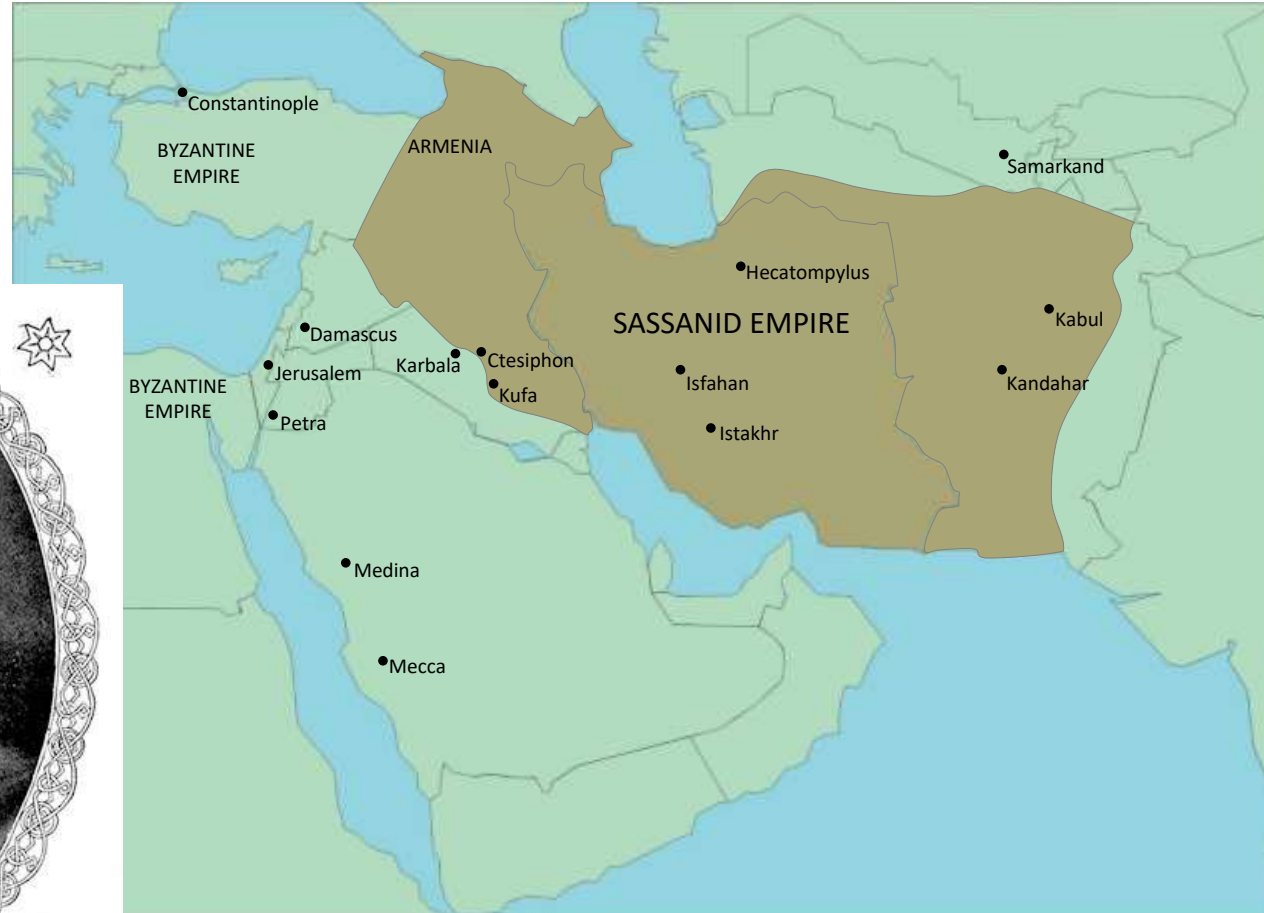 Constantinople
BYZANTINE
EMPIRE
ARMENIA
Samarkand
Hecatompylus
SASSANID EMPIRE
Kabul
Damascus
Jerusalem
Karbala
Ctesiphon
Kufa
Isfahan
Kandahar
BYZANTINE
EMPIRE
Petra
Istakhr
Medina
Mecca